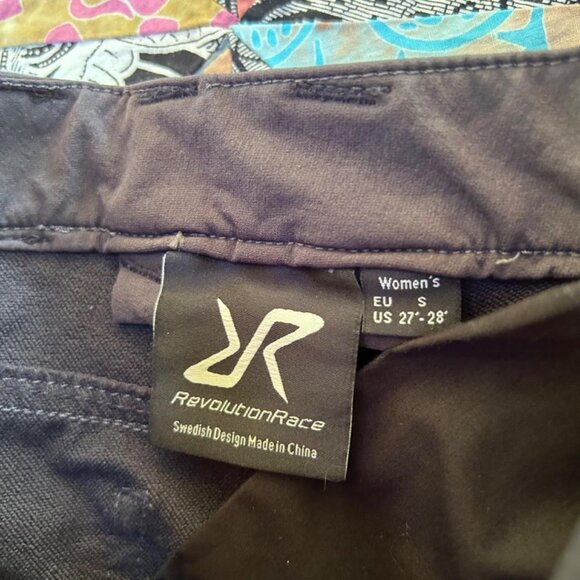 RevolutionRace
Swedish Design Made in China
Women's
EU S
US 27"-28"